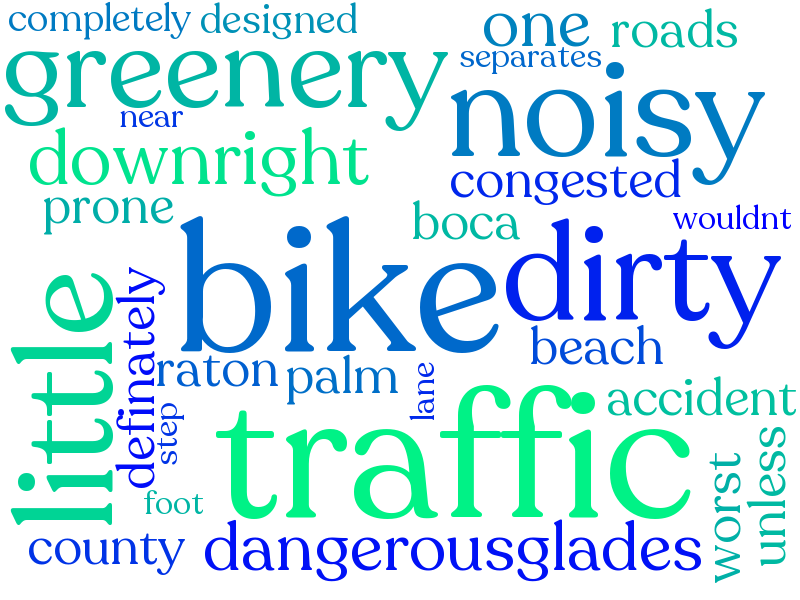 completely designed
one roads
separates
greenery
noisy
near
downright
congested
prone
boca
wouldnt
bike
dirty
little
definately
beach
raton
palm
lane
step
accident
traffic
worst
unless
foot
county
dangerous glades